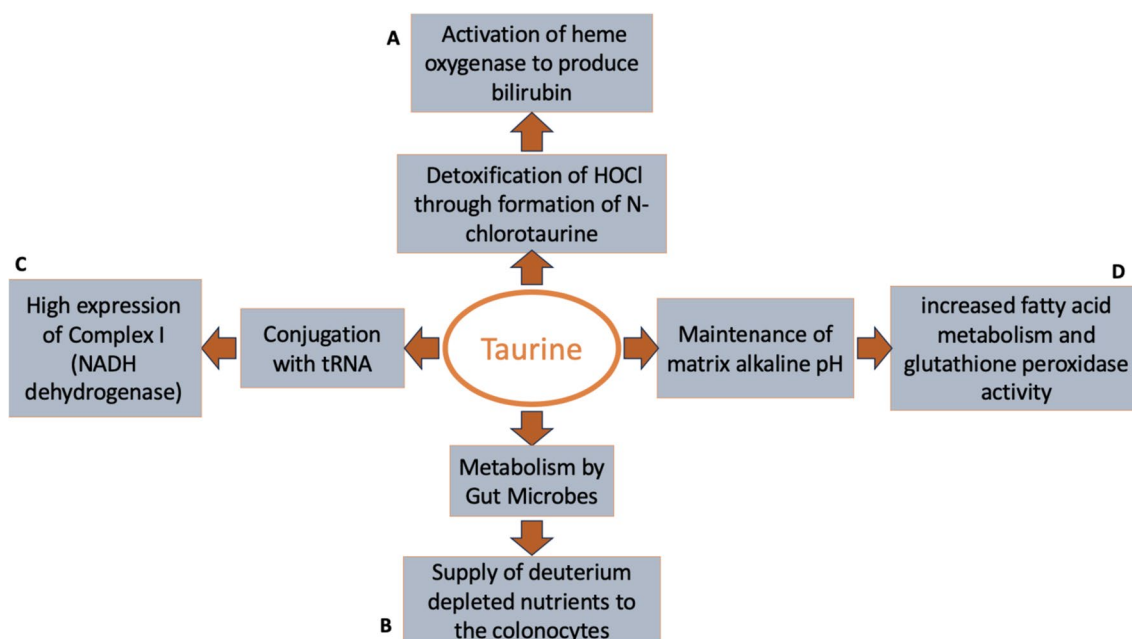 A
Activation of heme
oxygenase to produce
bilirubin
Detoxification of HOCl
through formation of N-
chlorotaurine
C
High expression
of Complex I
(NADH
dehydrogenase)
Conjugation
with tRNA
Taurine
Maintenance of
matrix alkaline pH
D
increased fatty acid
metabolism and
glutathione peroxidase
activity
Metabolism by
Gut Microbes
B
Supply of deuterium
depleted nutrients to
the colonocytes